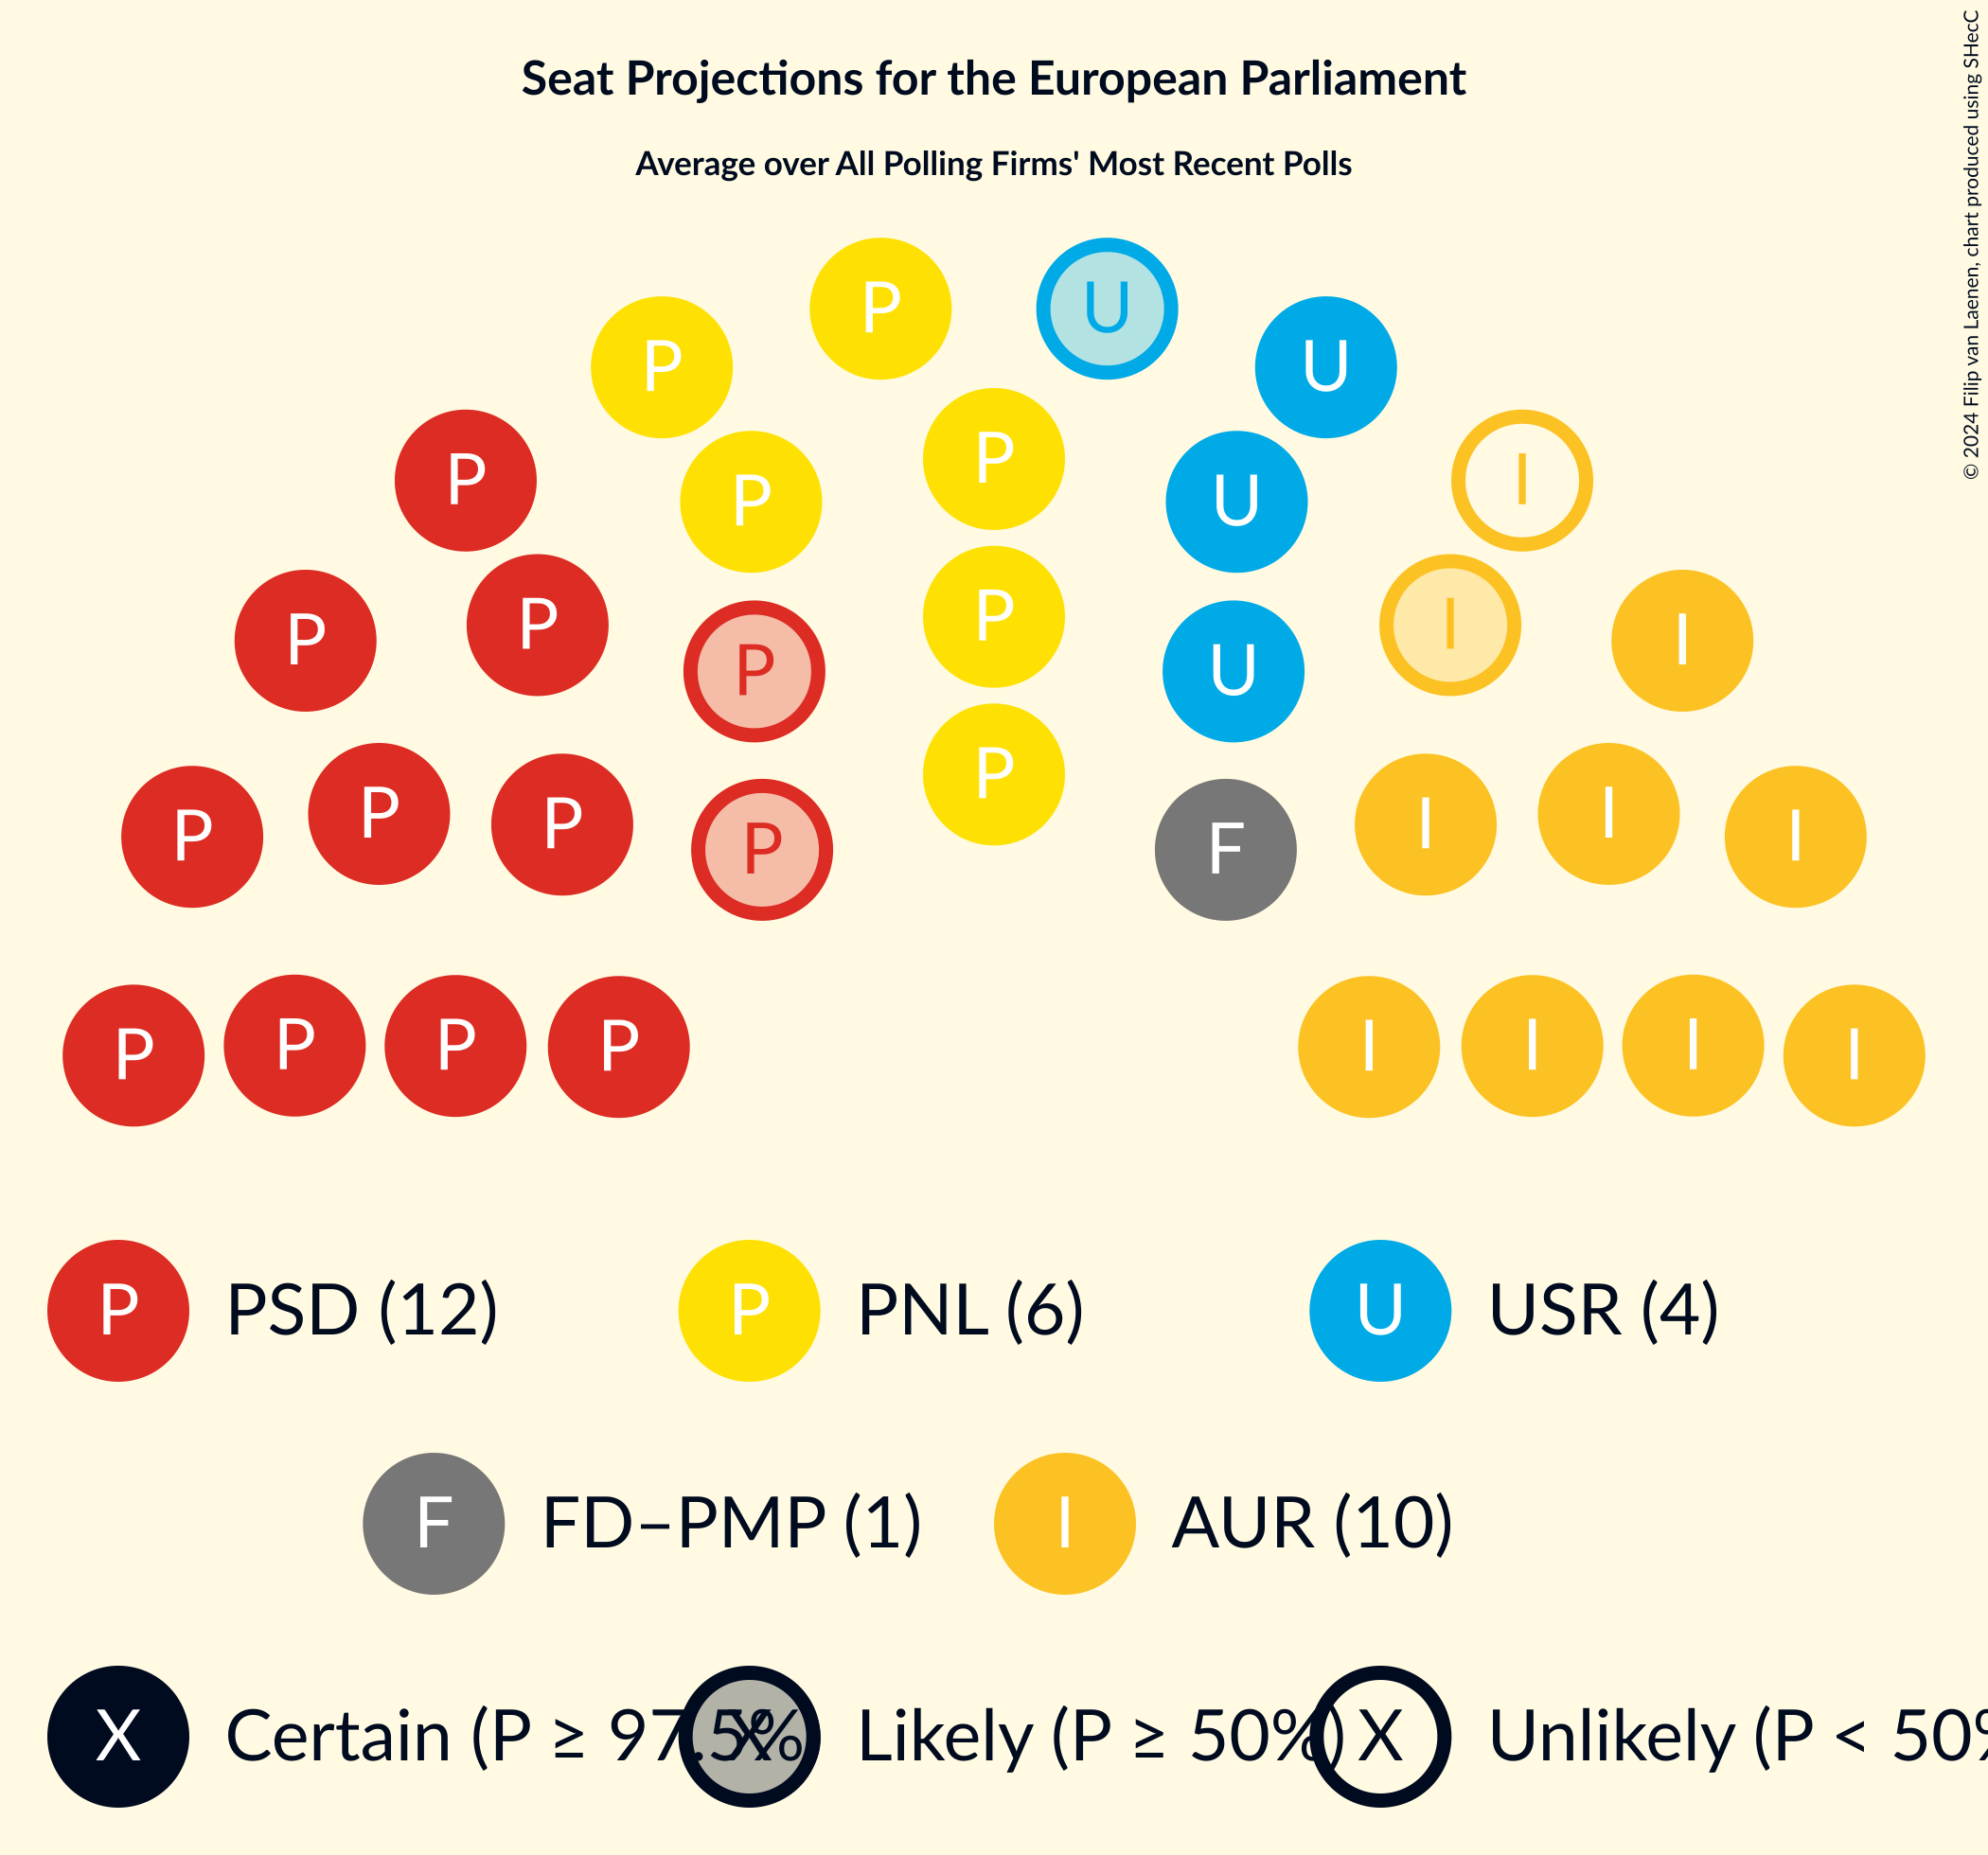 Seat Projections for the European Parliament
Average over All Polling Firms' Most Recent Polls
© 2024 Filip van Laenen, chart produced using SHecC
P U
P U
P
P I
P U
P P I
P P I
P U
P
P P I I
P P F I
P P I I
P I
P PSD (12) P PNL (6) U USR (4)
F FD–PMP (1) I AUR (10)
X Certain (P ≥ 97.5% X Likely (P ≥ 50%) X Unlikely (P < 50%